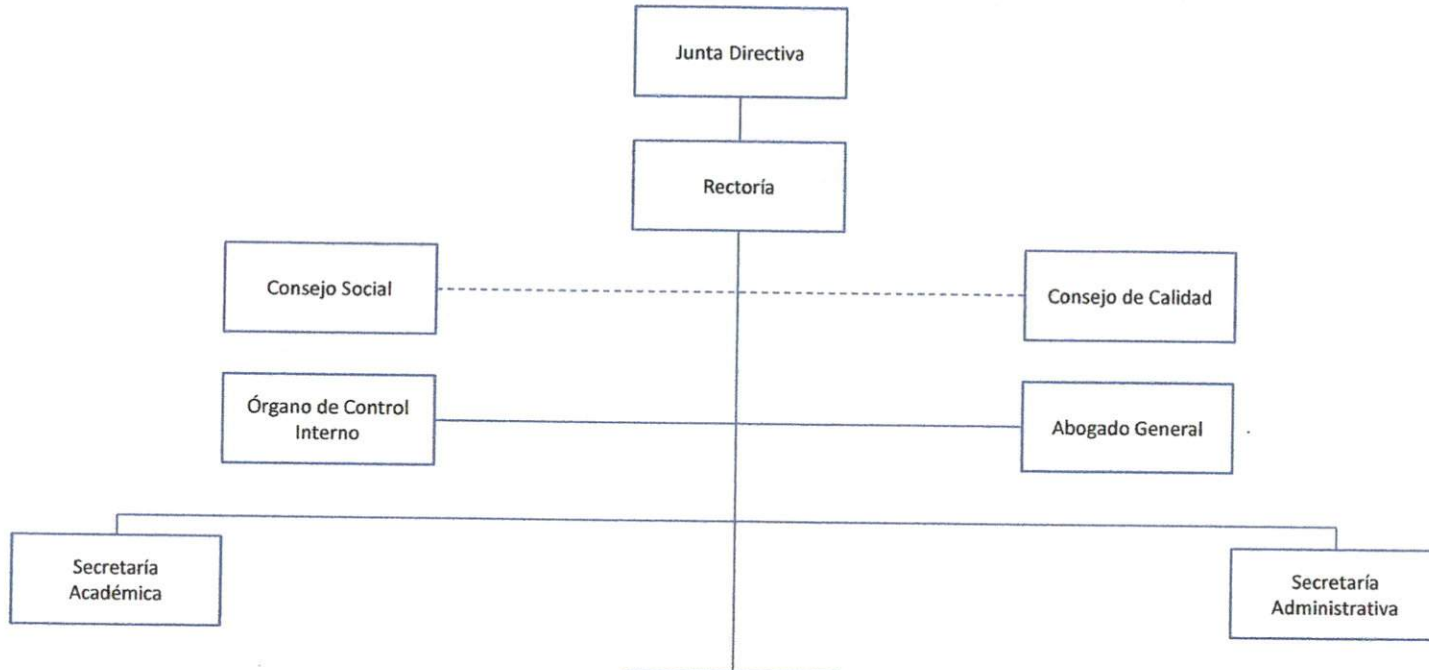 Junta Directiva
Rectoría
Consejo Social
Consejo de Calidad
Órgano de Control
Interno
Abogado General
Secretaría
Académica
Secretaría
Administrativa